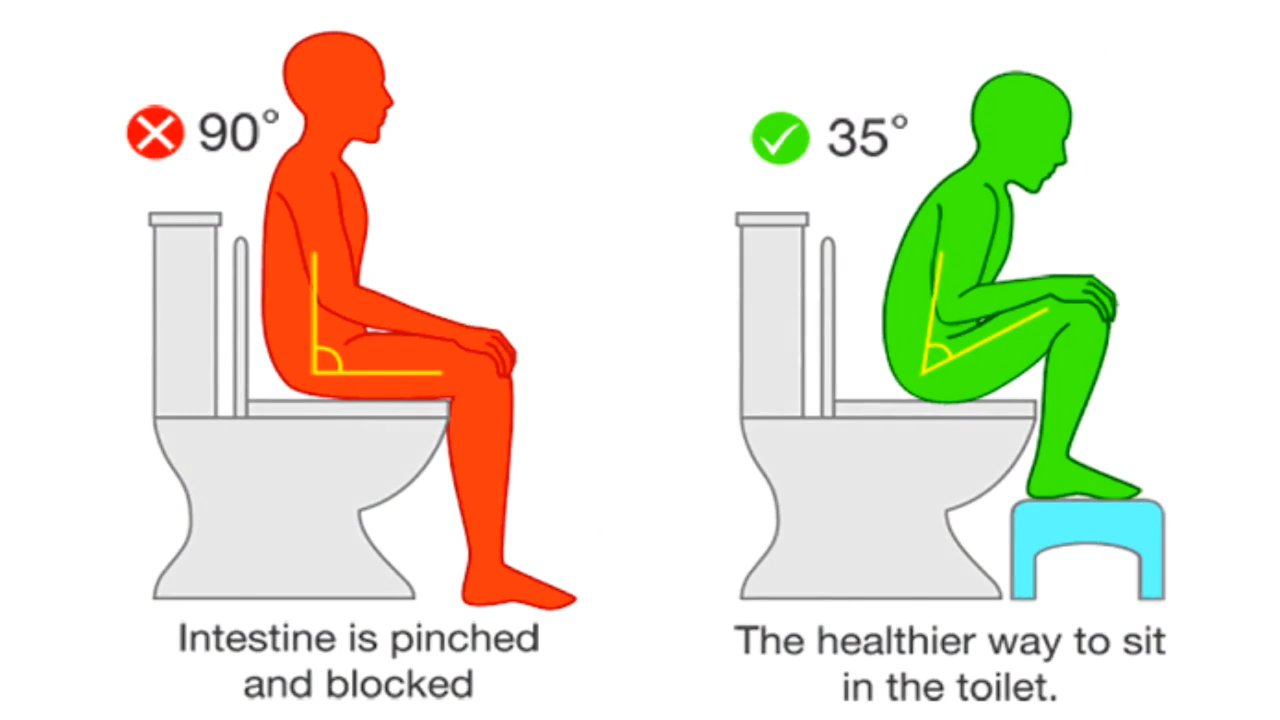 90°
Intestine is pinched
and blocked
35°
The healthier way to sit
in the toilet.